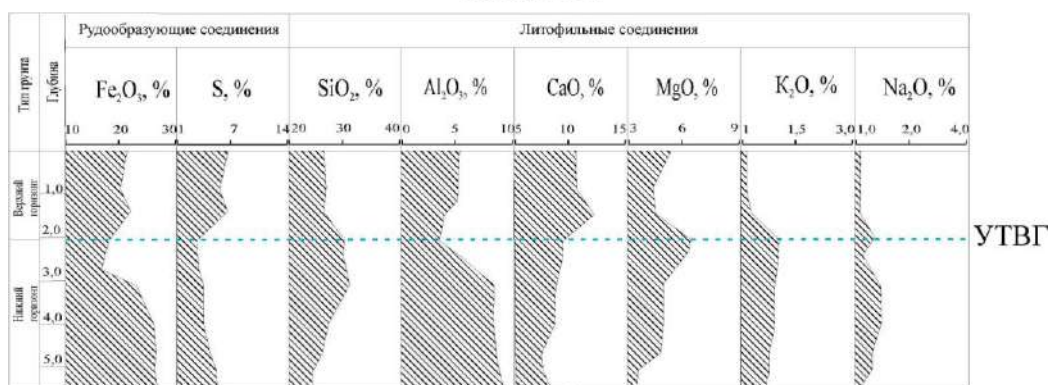 Рудообразующие соединения Литофильные соединения
Тип грунта Глубина Fe₂O₃, % S, % SiO₂, % Al₂O₃, % CaO, % MgO, % K₂O, % Na₂O, %
10 20 30 1 7 14 20 30 40 0 5 10 5 10 15 3 6 9 1 1,5 3,0 1,0 2,0 4,0
Верхний горизонт
1,0
2,0
УТВГ
Нижний горизонт
3,0
4,0
5,0